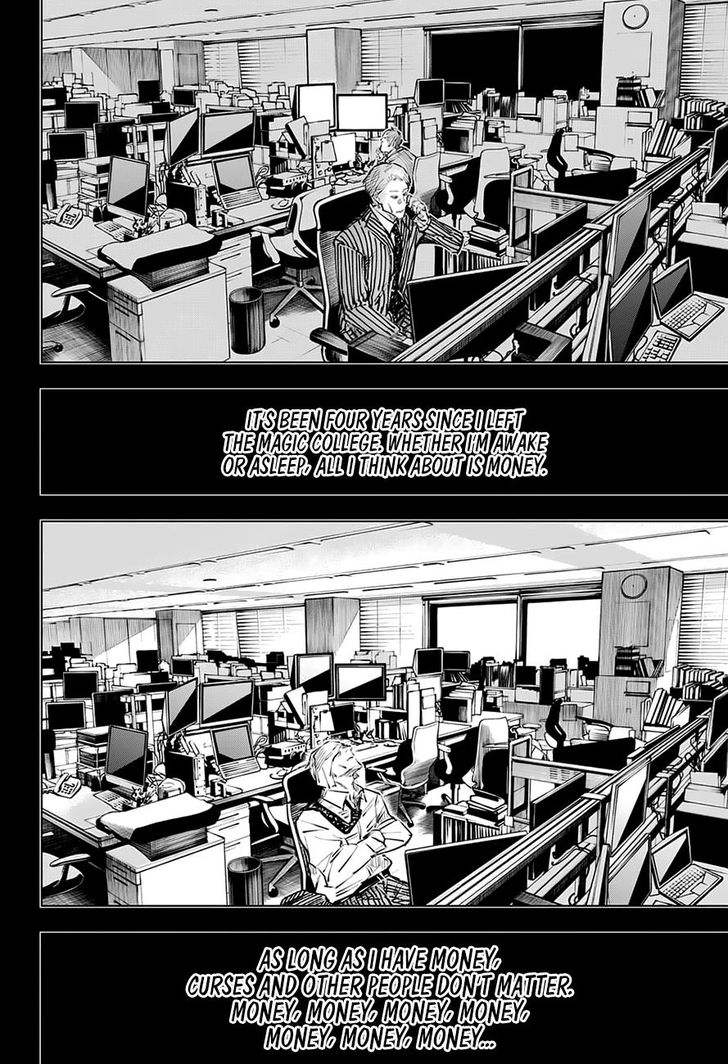 IT'S BEEN FOUR YEARS SINCE I LEFT
THE MAGIC COLLEGE. WHETHER I'M AWAKE
OR ASLEEP, ALL I THINK ABOUT IS MONEY.
AS LONG AS I HAVE MONEY,
CURSES AND OTHER PEOPLE DON'T MATTER.
MONEY, MONEY, MONEY, MONEY,
MONEY, MONEY, MONEY...